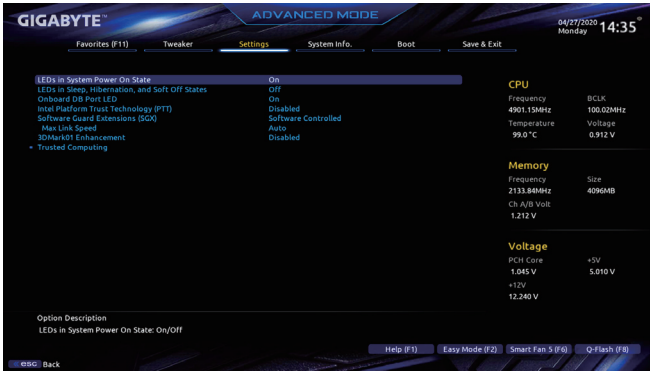 GIGABYTE™
ADVANCED MODE
04/27/2020
Monday
14:35
Favorites (F11) Tweaker Settings System Info. Boot Save & Exit
LEDs in System Power On State On
LEDs in Sleep, Hibernation, and Soft Off States Off
Onboard DB Port LED On
Intel Platform Trust Technology (PTT) Disabled
Software Guard Extensions (SGX) Software Controlled
Max Link Speed Auto
3DMark01 Enhancement Disabled
Trusted Computing
CPU
Frequency BCLK
4901.15MHz 100.02MHz
Temperature Voltage
99.0 °C 0.912 V
Memory
Frequency Size
2133.84MHz 4096MB
Ch A/B Volt
1.212 V
Voltage
PCH Core +5V
1.045 V 5.010 V
+12V
12.240 V
Option Description
LEDs in System Power On State: On/Off
Help (F1) Easy Mode (F2) Smart Fan 5 (F6) Q-Flash (F8)
esc Back